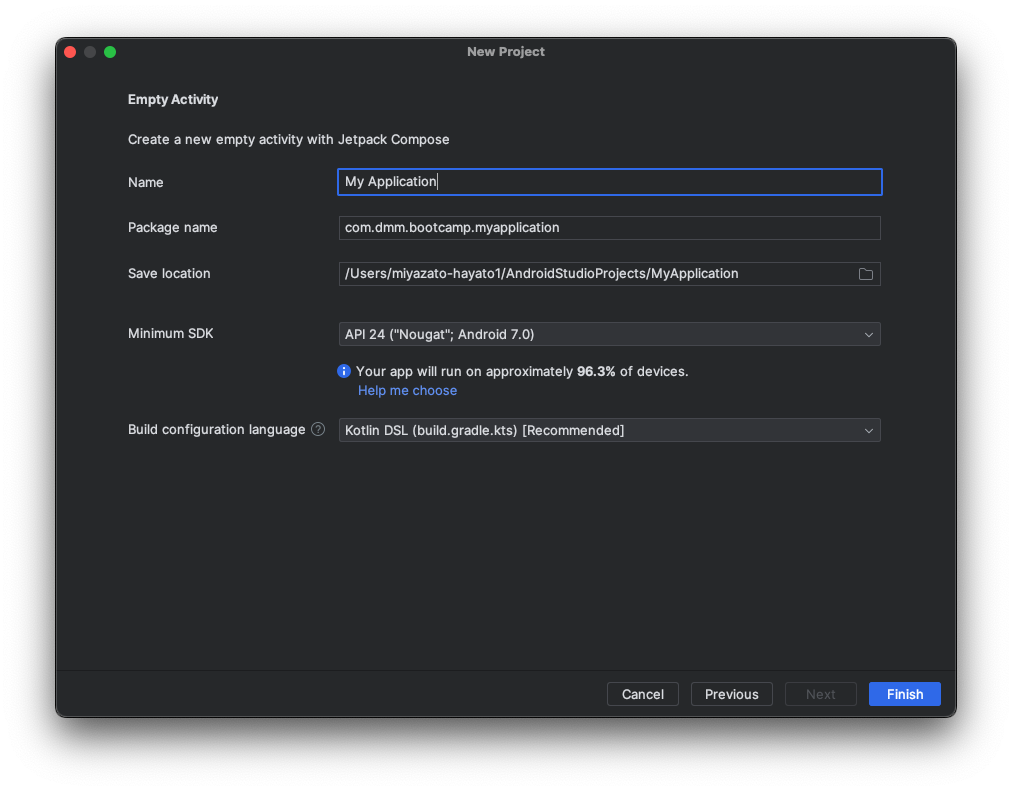 New Project
Empty Activity
Create a new empty activity with Jetpack Compose
Name My Application
Package name com.dmm.bootcamp.myapplication
Save location /Users/miyazato-hayato1/AndroidStudioProjects/MyApplication
Minimum SDK API 24 ("Nougat"; Android 7.0)
Your app will run on approximately 96.3% of devices.
Help me choose
Build configuration language ? Kotlin DSL (build.gradle.kts) [Recommended]
Cancel Previous Next Finish